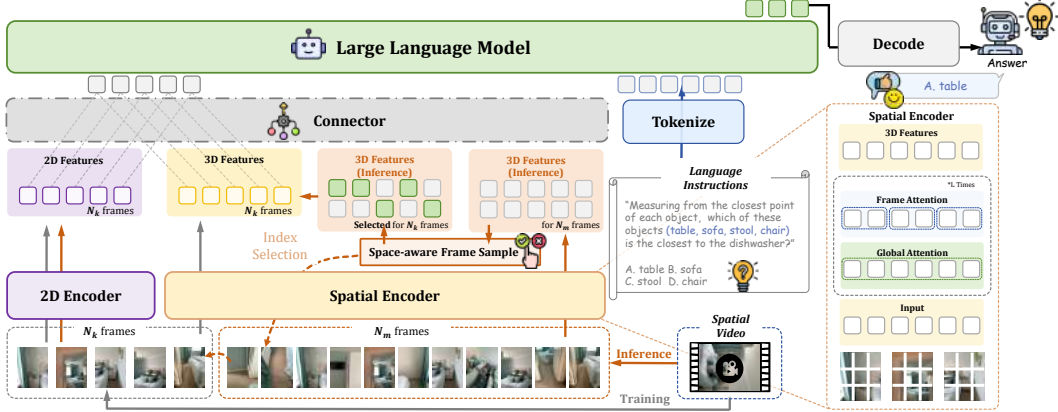 Large Language Model
Decode
Answer
A. table
Connector
Tokenize
Spatial Encoder
3D Features
*L Times
Frame Attention
Global Attention
Input
2D Features
N_k frames
3D Features
N_k frames
3D Features
(Inference)
Selected for N_k frames
3D Features
(Inference)
for N_m frames
Language
Instructions
“Measuring from the closest point
of each object, which of these
objects (table, sofa, stool, chair)
is the closest to the dishwasher?”
A. table B. sofa
C. stool D. chair
Index
Selection
Space-aware Frame Sample
2D Encoder
Spatial Encoder
N_k frames
N_m frames
Spatial
Video
Inference
Training